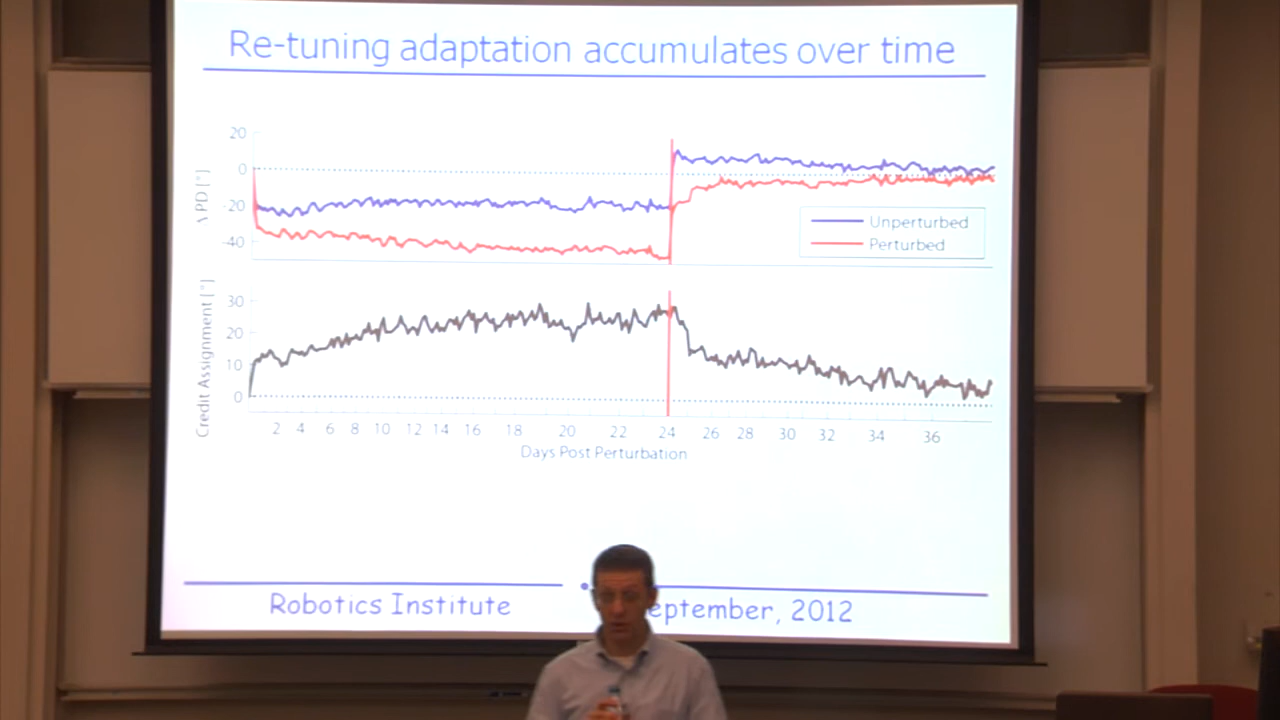 Re-tuning adaptation accumulates over time
20
0
-20
-40
Δ PD [°]
Unperturbed
Perturbed
30
20
10
0
Credit Assignment [°]
2 4 6 8 10 12 14 16 18 20 22 24 26 28 30 32 34 36
Days Post Perturbation
Robotics Institute • eptember, 2012